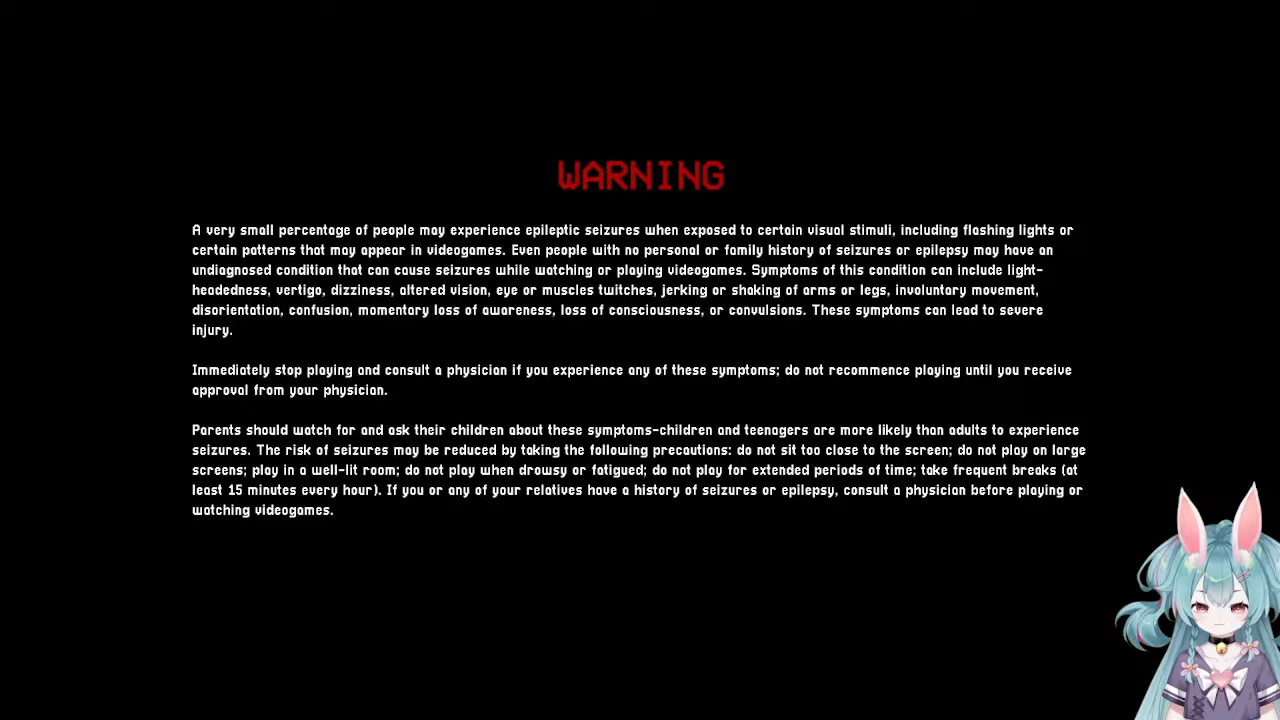 WARNING
A very small percentage of people may experience epileptic seizures when exposed to certain visual stimuli, including flashing lights or
certain patterns that may appear in videogames. Even people with no personal or family history of seizures or epilepsy may have an
undiagnosed condition that can cause seizures while watching or playing videogames. Symptoms of this condition can include light-
headedness, vertigo, dizziness, altered vision, eye or muscles twitches, jerking or shaking of arms or legs, involuntary movement,
disorientation, confusion, momentary loss of awareness, loss of consciousness, or convulsions. These symptoms can lead to severe
injury.
Immediately stop playing and consult a physician if you experience any of these symptoms; do not recommence playing until you receive
approval from your physician.
Parents should watch for and ask their children about these symptoms-children and teenagers are more likely than adults to experience
seizures. The risk of seizures may be reduced by taking the following precautions: do not sit too close to the screen; do not play on large
screens; play in a well-lit room; do not play when drowsy or fatigued; do not play for extended periods of time; take frequent breaks (at
least 15 minutes every hour). If you or any of your relatives have a history of seizures or epilepsy, consult a physician before playing or
watching videogames.